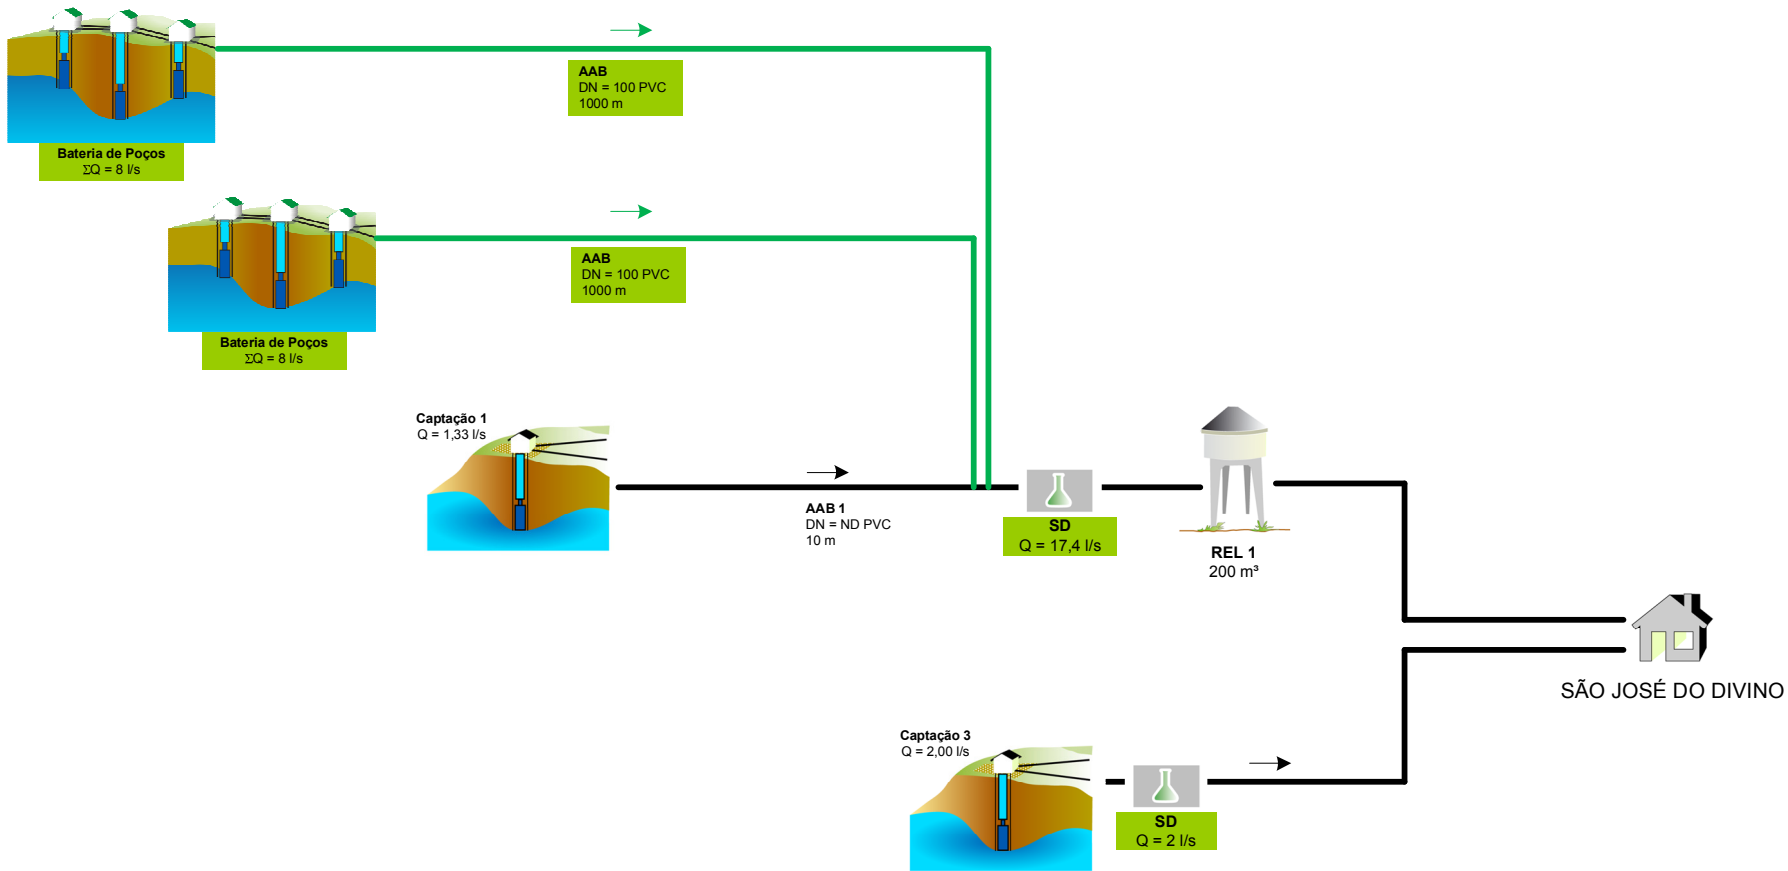 AAB
DN = 100 PVC
1000 m
Bateria de Poços
ΣQ = 8 l/s
AAB
DN = 100 PVC
1000 m
Bateria de Poços
ΣQ = 8 l/s
Captação 1
Q = 1,33 l/s
AAB 1
DN = ND PVC
10 m
SD
Q = 17,4 l/s
REL 1
200 m³
SÃO JOSÉ DO DIVINO
Captação 3
Q = 2,00 l/s
SD
Q = 2 l/s